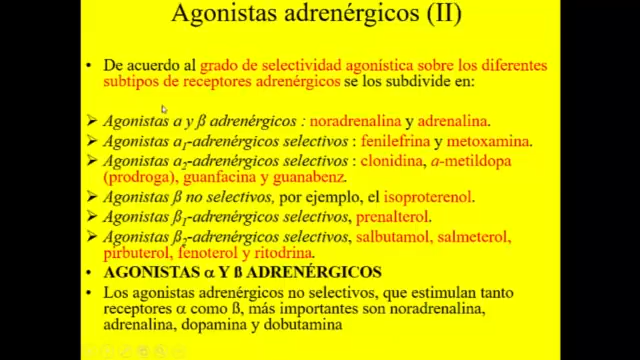 Agonistas adrenérgicos (II)
• De acuerdo al grado de selectividad agonística sobre los diferentes
subtipos de receptores adrenérgicos se los subdivide en:
➢ Agonistas α y ß adrenérgicos : noradrenalina y adrenalina.
➢ Agonistas α1-adrenérgicos selectivos : fenilefrina y metoxamina.
➢ Agonistas α2-adrenérgicos selectivos : clonidina, α-metildopa
(prodroga), guanfacina y guanabenz.
➢ Agonistas ß no selectivos, por ejemplo, el isoproterenol.
➢ Agonistas β1-adrenérgicos selectivos, prenalterol.
➢ Agonistas β2-adrenérgicos selectivos, salbutamol, salmeterol,
pirbuterol, fenoterol y ritodrina.
• AGONISTAS α Y ß ADRENÉRGICOS
• Los agonistas adrenérgicos no selectivos, que estimulan tanto
receptores α como ß, más importantes son noradrenalina,
adrenalina, dopamina y dobutamina